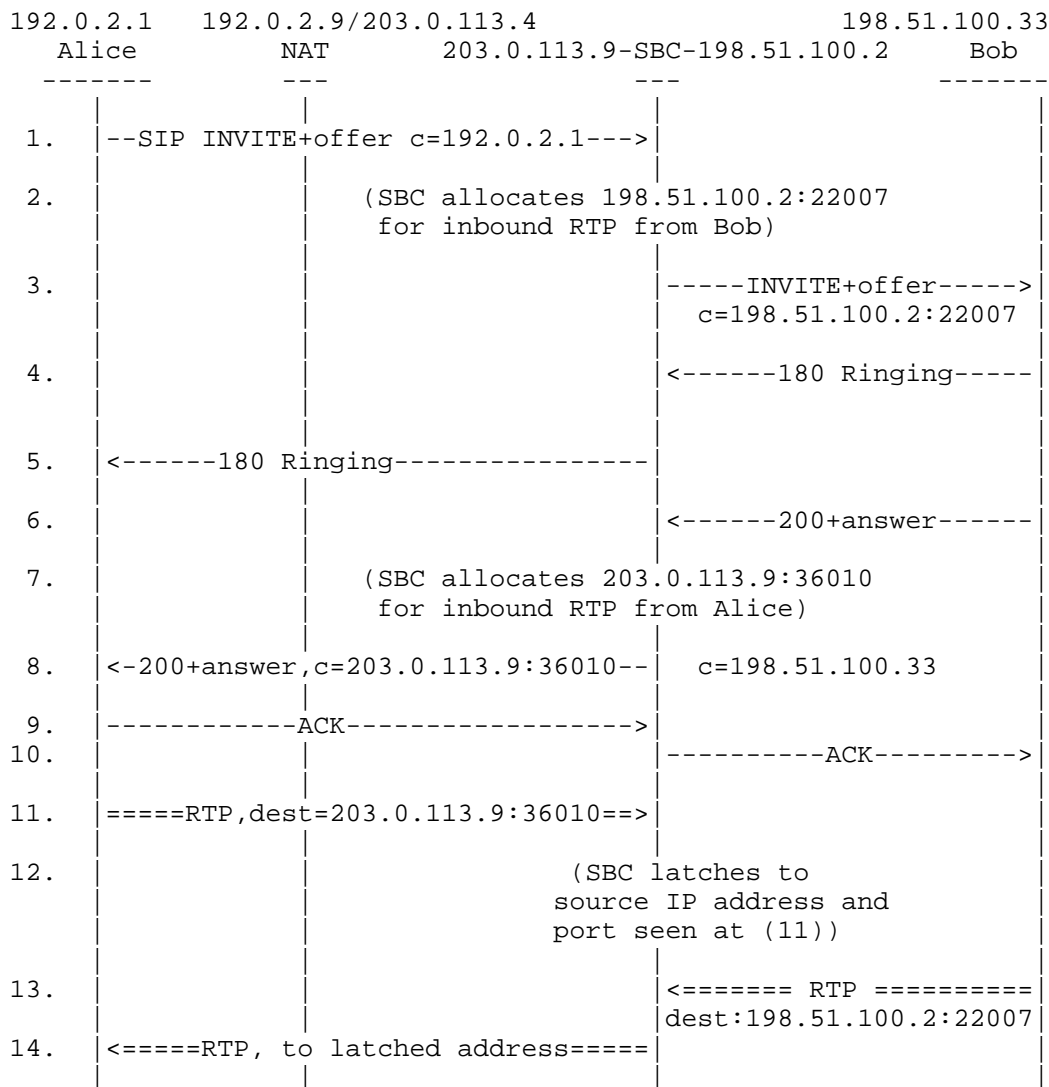 192.0.2.1 192.0.2.9/203.0.113.4 198.51.100.33
Alice NAT 203.0.113.9-SBC-198.51.100.2 Bob
------- --- --- -------
1. |--SIP INVITE+offer c=192.0.2.1--->|
2. (SBC allocates 198.51.100.2:22007
for inbound RTP from Bob)
3. |-----INVITE+offer----->|
c=198.51.100.2:22007
4. |<------180 Ringing-----|
5. |<------180 Ringing----------------|
6. |<------200+answer------|
7. (SBC allocates 203.0.113.9:36010
for inbound RTP from Alice)
8. |<-200+answer,c=203.0.113.9:36010--| c=198.51.100.33
9. |------------ACK------------------>|
10. |----------ACK--------->|
11. |=====RTP,dest=203.0.113.9:36010==>|
12. (SBC latches to
source IP address and
port seen at (11))
13. |<======= RTP ==========|
|dest:198.51.100.2:22007|
14. |<=====RTP, to latched address=====|